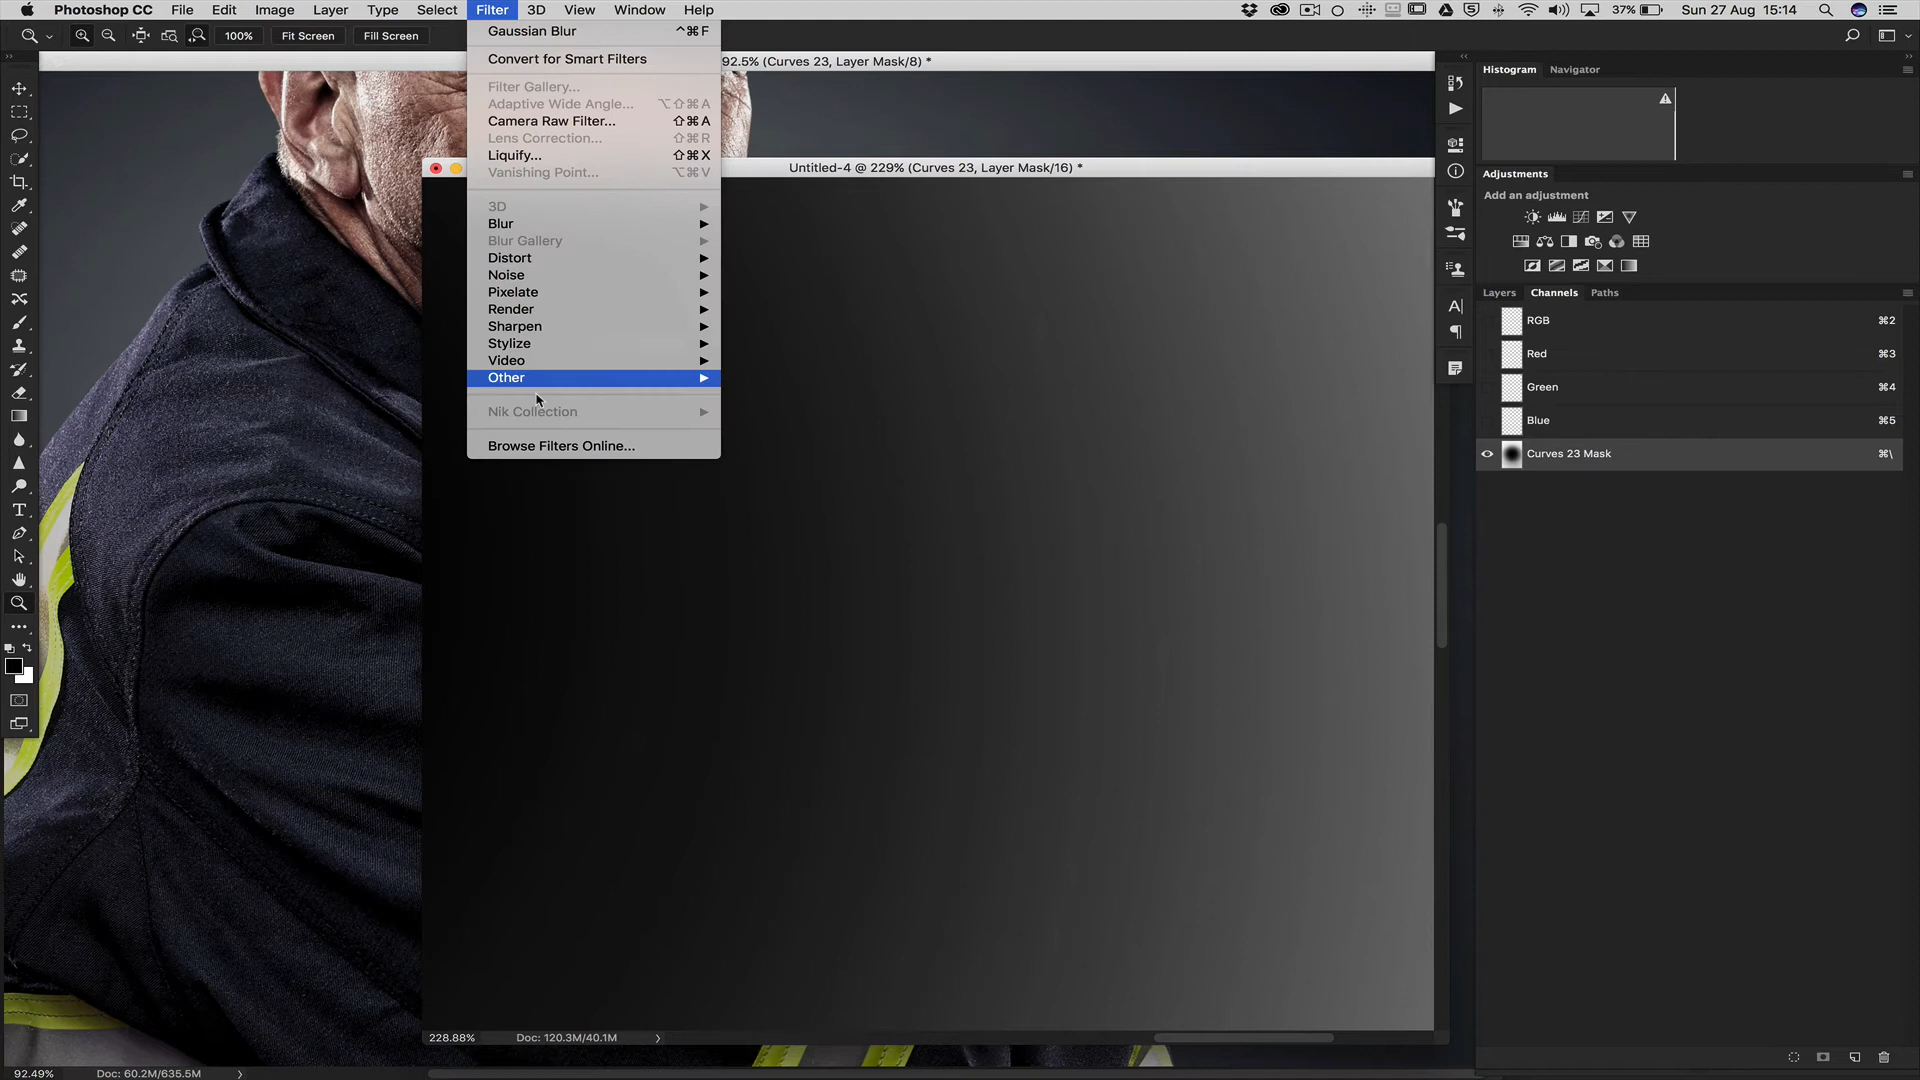 Photoshop CC File Edit Image Layer Type Select Filter 3D View Window Help 37% Sun 27 Aug 15:14
100% Fit Screen Fill Screen
Gaussian Blur ^⌘F
Convert for Smart Filters
Filter Gallery...
Adaptive Wide Angle... ⌥⇧⌘A
Camera Raw Filter... ⇧⌘A
Lens Correction... ⇧⌘R
Liquify... ⇧⌘X
Vanishing Point... ⌥⌘V
3D
Blur
Blur Gallery
Distort
Noise
Pixelate
Render
Sharpen
Stylize
Video
Other
Nik Collection
Browse Filters Online...
92.5% (Curves 23, Layer Mask/8) *
Untitled-4 @ 229% (Curves 23, Layer Mask/16) *
Histogram Navigator
Adjustments
Add an adjustment
Layers Channels Paths
RGB ⌘2
Red ⌘3
Green ⌘4
Blue ⌘5
Curves 23 Mask ⌘\
228.88% Doc: 120.3M/40.1M
92.49% Doc: 60.2M/635.5M